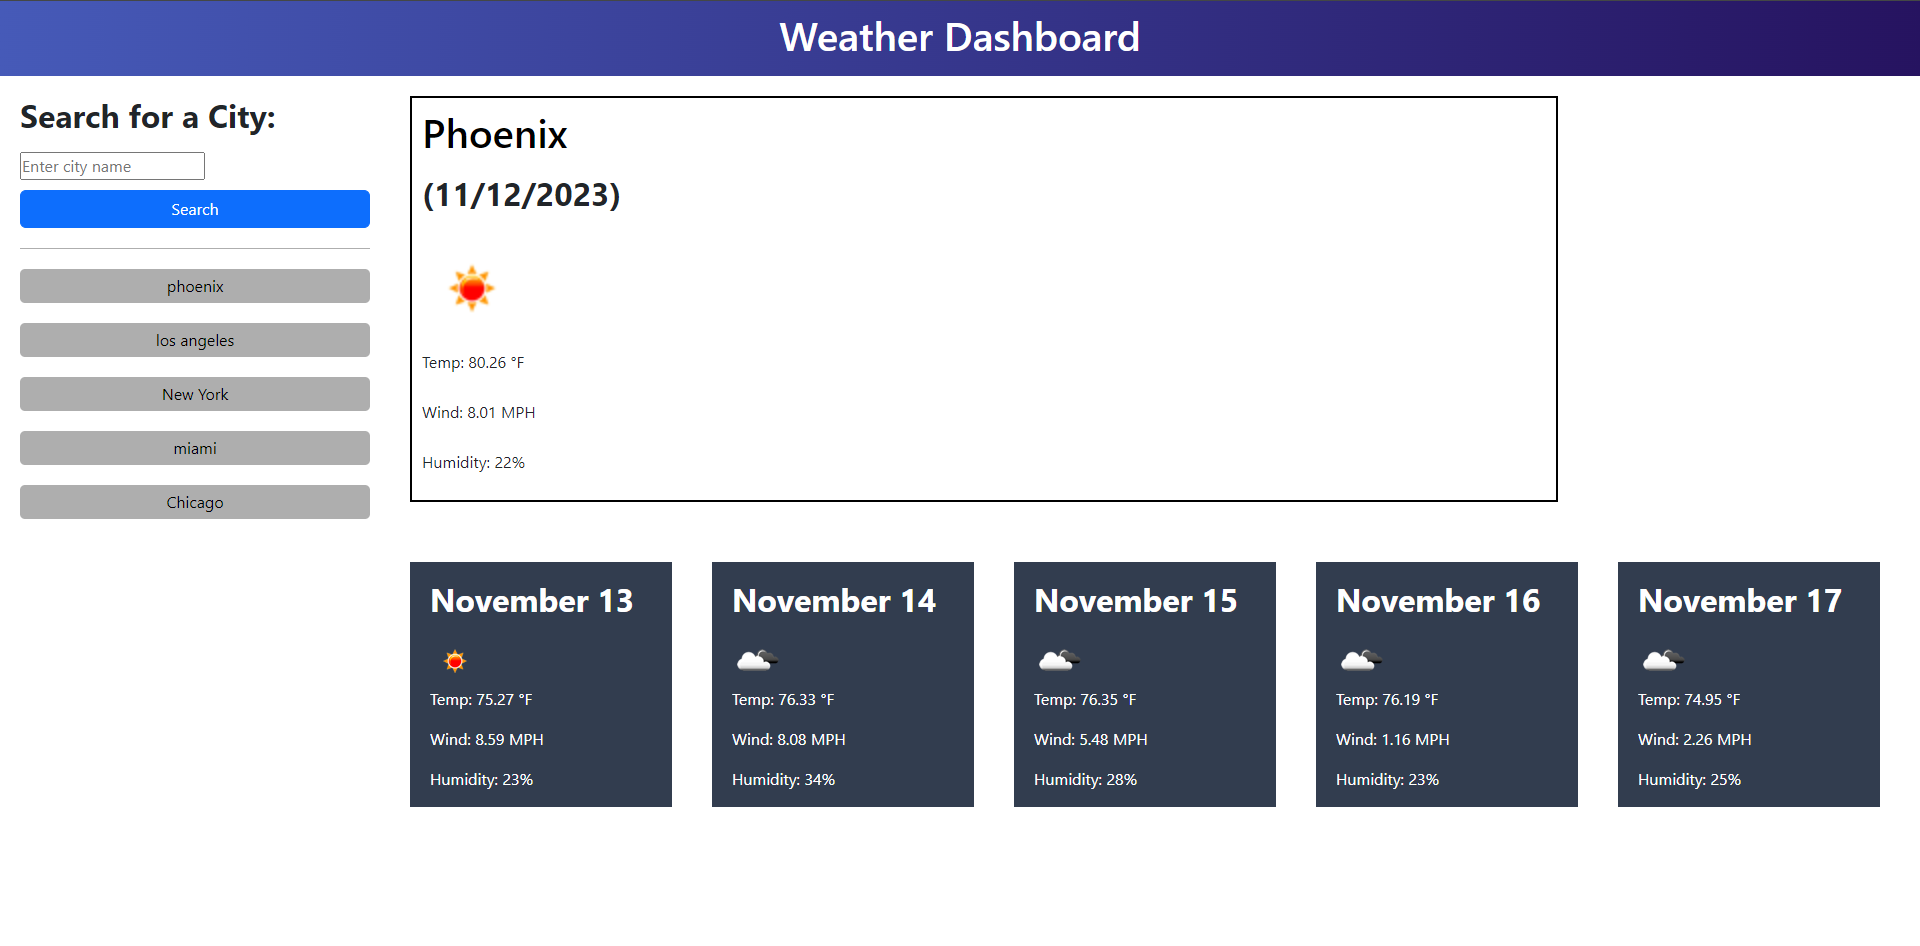 Weather Dashboard
Search for a City:
Enter city name
Search
phoenix
los angeles
New York
miami
Chicago
Phoenix
(11/12/2023)
Temp: 80.26 °F
Wind: 8.01 MPH
Humidity: 22%
November 13
Temp: 75.27 °F
Wind: 8.59 MPH
Humidity: 23%
November 14
Temp: 76.33 °F
Wind: 8.08 MPH
Humidity: 34%
November 15
Temp: 76.35 °F
Wind: 5.48 MPH
Humidity: 28%
November 16
Temp: 76.19 °F
Wind: 1.16 MPH
Humidity: 23%
November 17
Temp: 74.95 °F
Wind: 2.26 MPH
Humidity: 25%